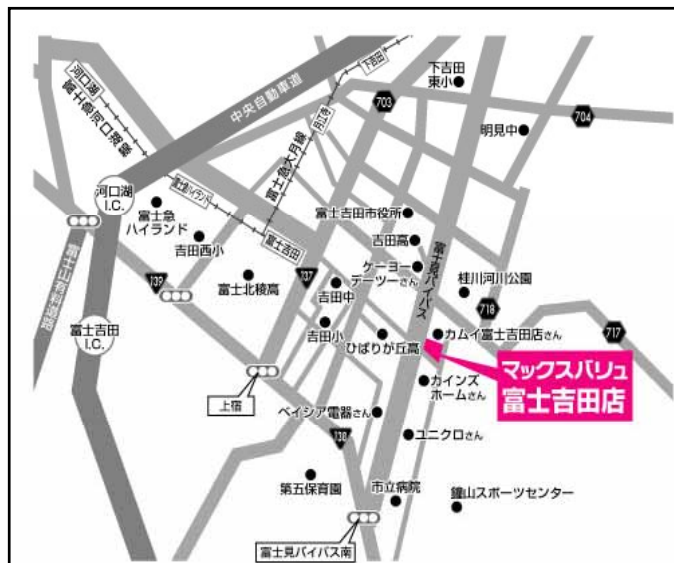 下吉田
東小
703
704
明見中
下吉田
月江寺
富士急大月線
中央自動車道
河口湖
富士急河口湖線
河口湖
I.C.
富士急
ハイランド
富士急ハイランド
吉田西小
富士吉田
富士山有料道路
富士吉田
I.C.
139
富士北稜高
137
富士吉田市役所
吉田高
ケーヨー
デーツーさん
富士見バイパス
桂川河川公園
718
717
吉田中
吉田小
ひばりが丘高
カムイ富士吉田店さん
マックスバリュ
富士吉田店
カインズ
ホームさん
上宿
ベイシア電器さん
138
ユニクロさん
第五保育園
市立病院
鐘山スポーツセンター
富士見バイパス南